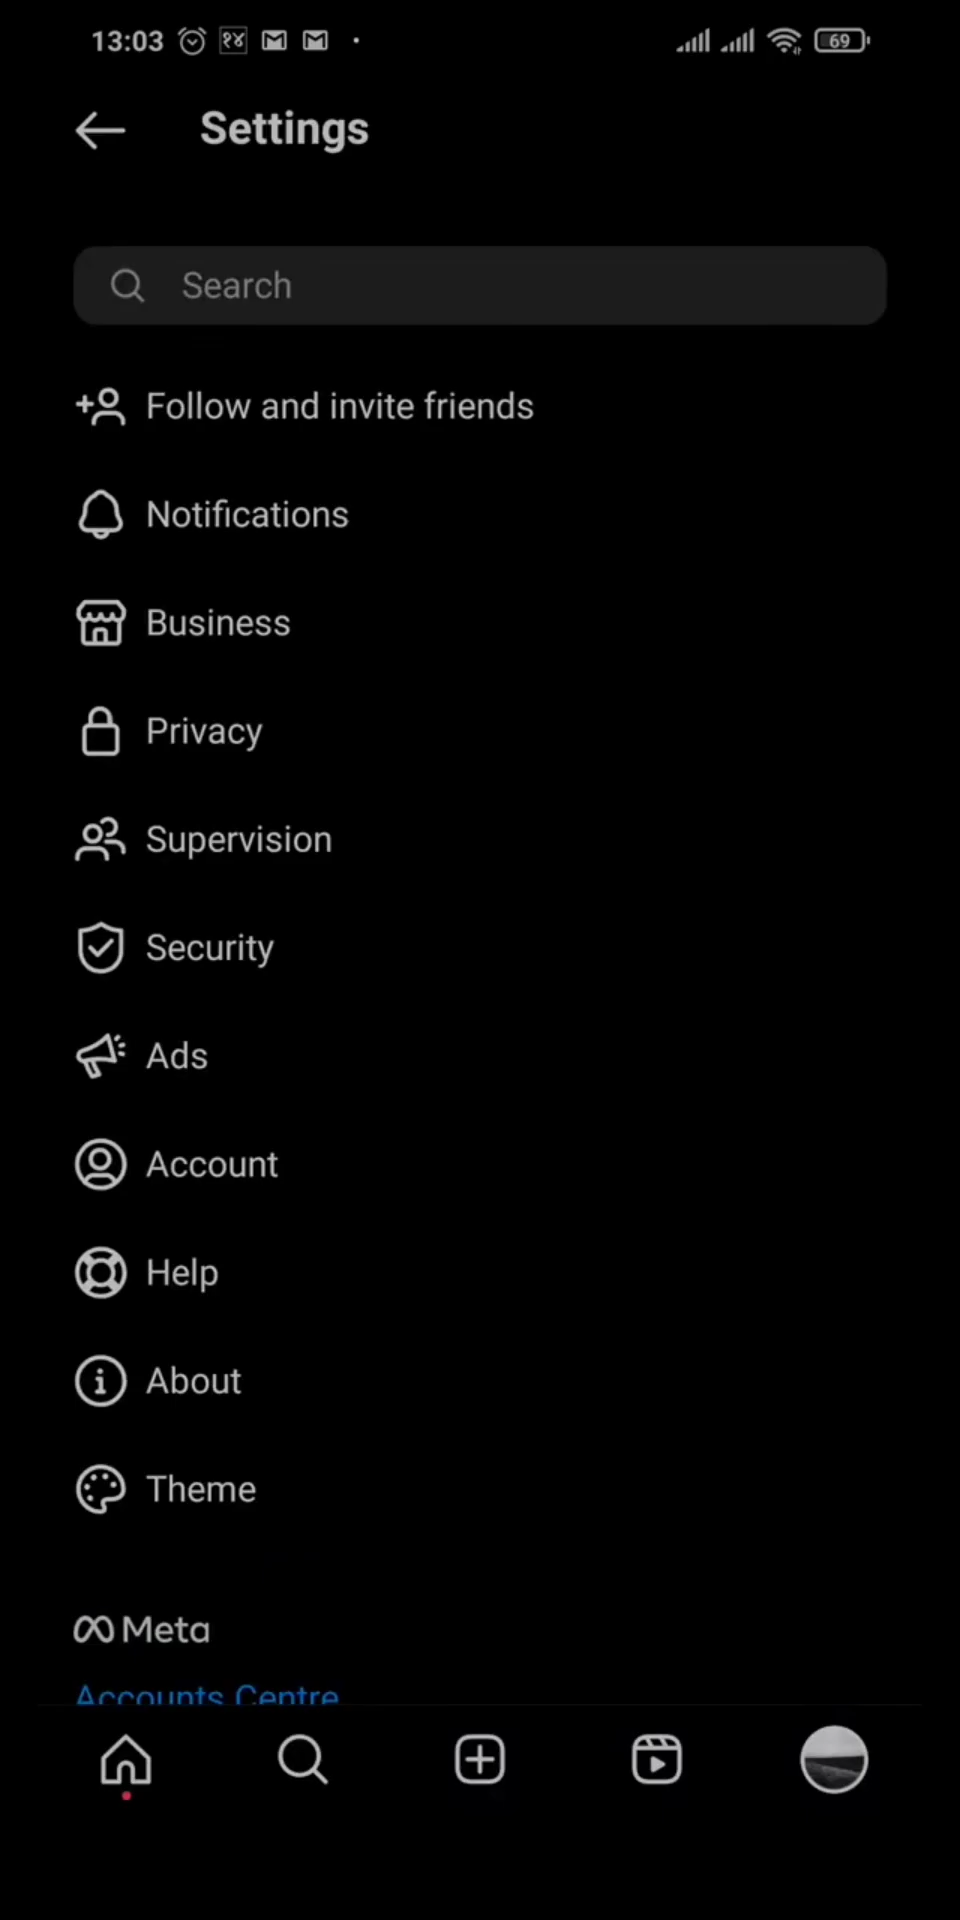 13:03 १४ 69
Settings
Search
Follow and invite friends
Notifications
Business
Privacy
Supervision
Security
Ads
Account
Help
About
Theme
Meta
Accounts Centre